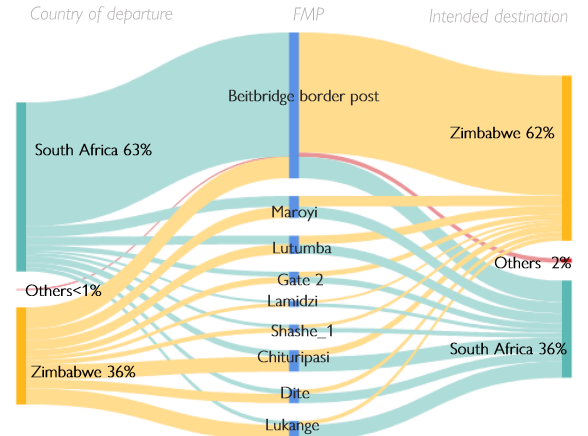 Country of departure
FMP
Intended destination
Beitbridge border post
Zimbabwe 62%
South Africa 63%
Maroyi
Lutumba
Others 2%
Gate 2
Others<1%
Lamidzi
Shashe_1
South Africa 36%
Chituripasi
Zimbabwe 36%
Dite
Lukange